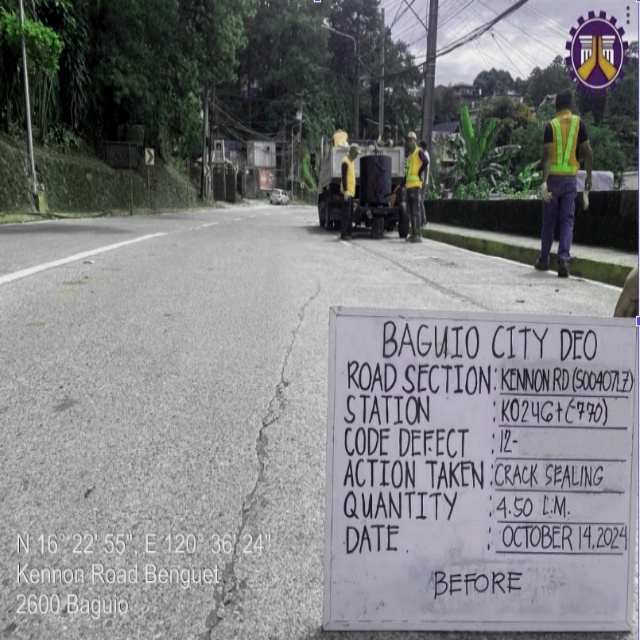 BAGUIO CITY DEO
ROAD SECTION: KENNON RD (S00407LZ)
STATION : K0246+(-770)
CODE DEFECT : 12-
ACTION TAKEN: CRACK SEALING
QUANTITY : 4.50 L.M.
DATE. : OCTOBER 14, 2024
BEFORE
N 16° 22' 55", E 120° 36' 24"
Kennon Road Benguet
2600 Baguio